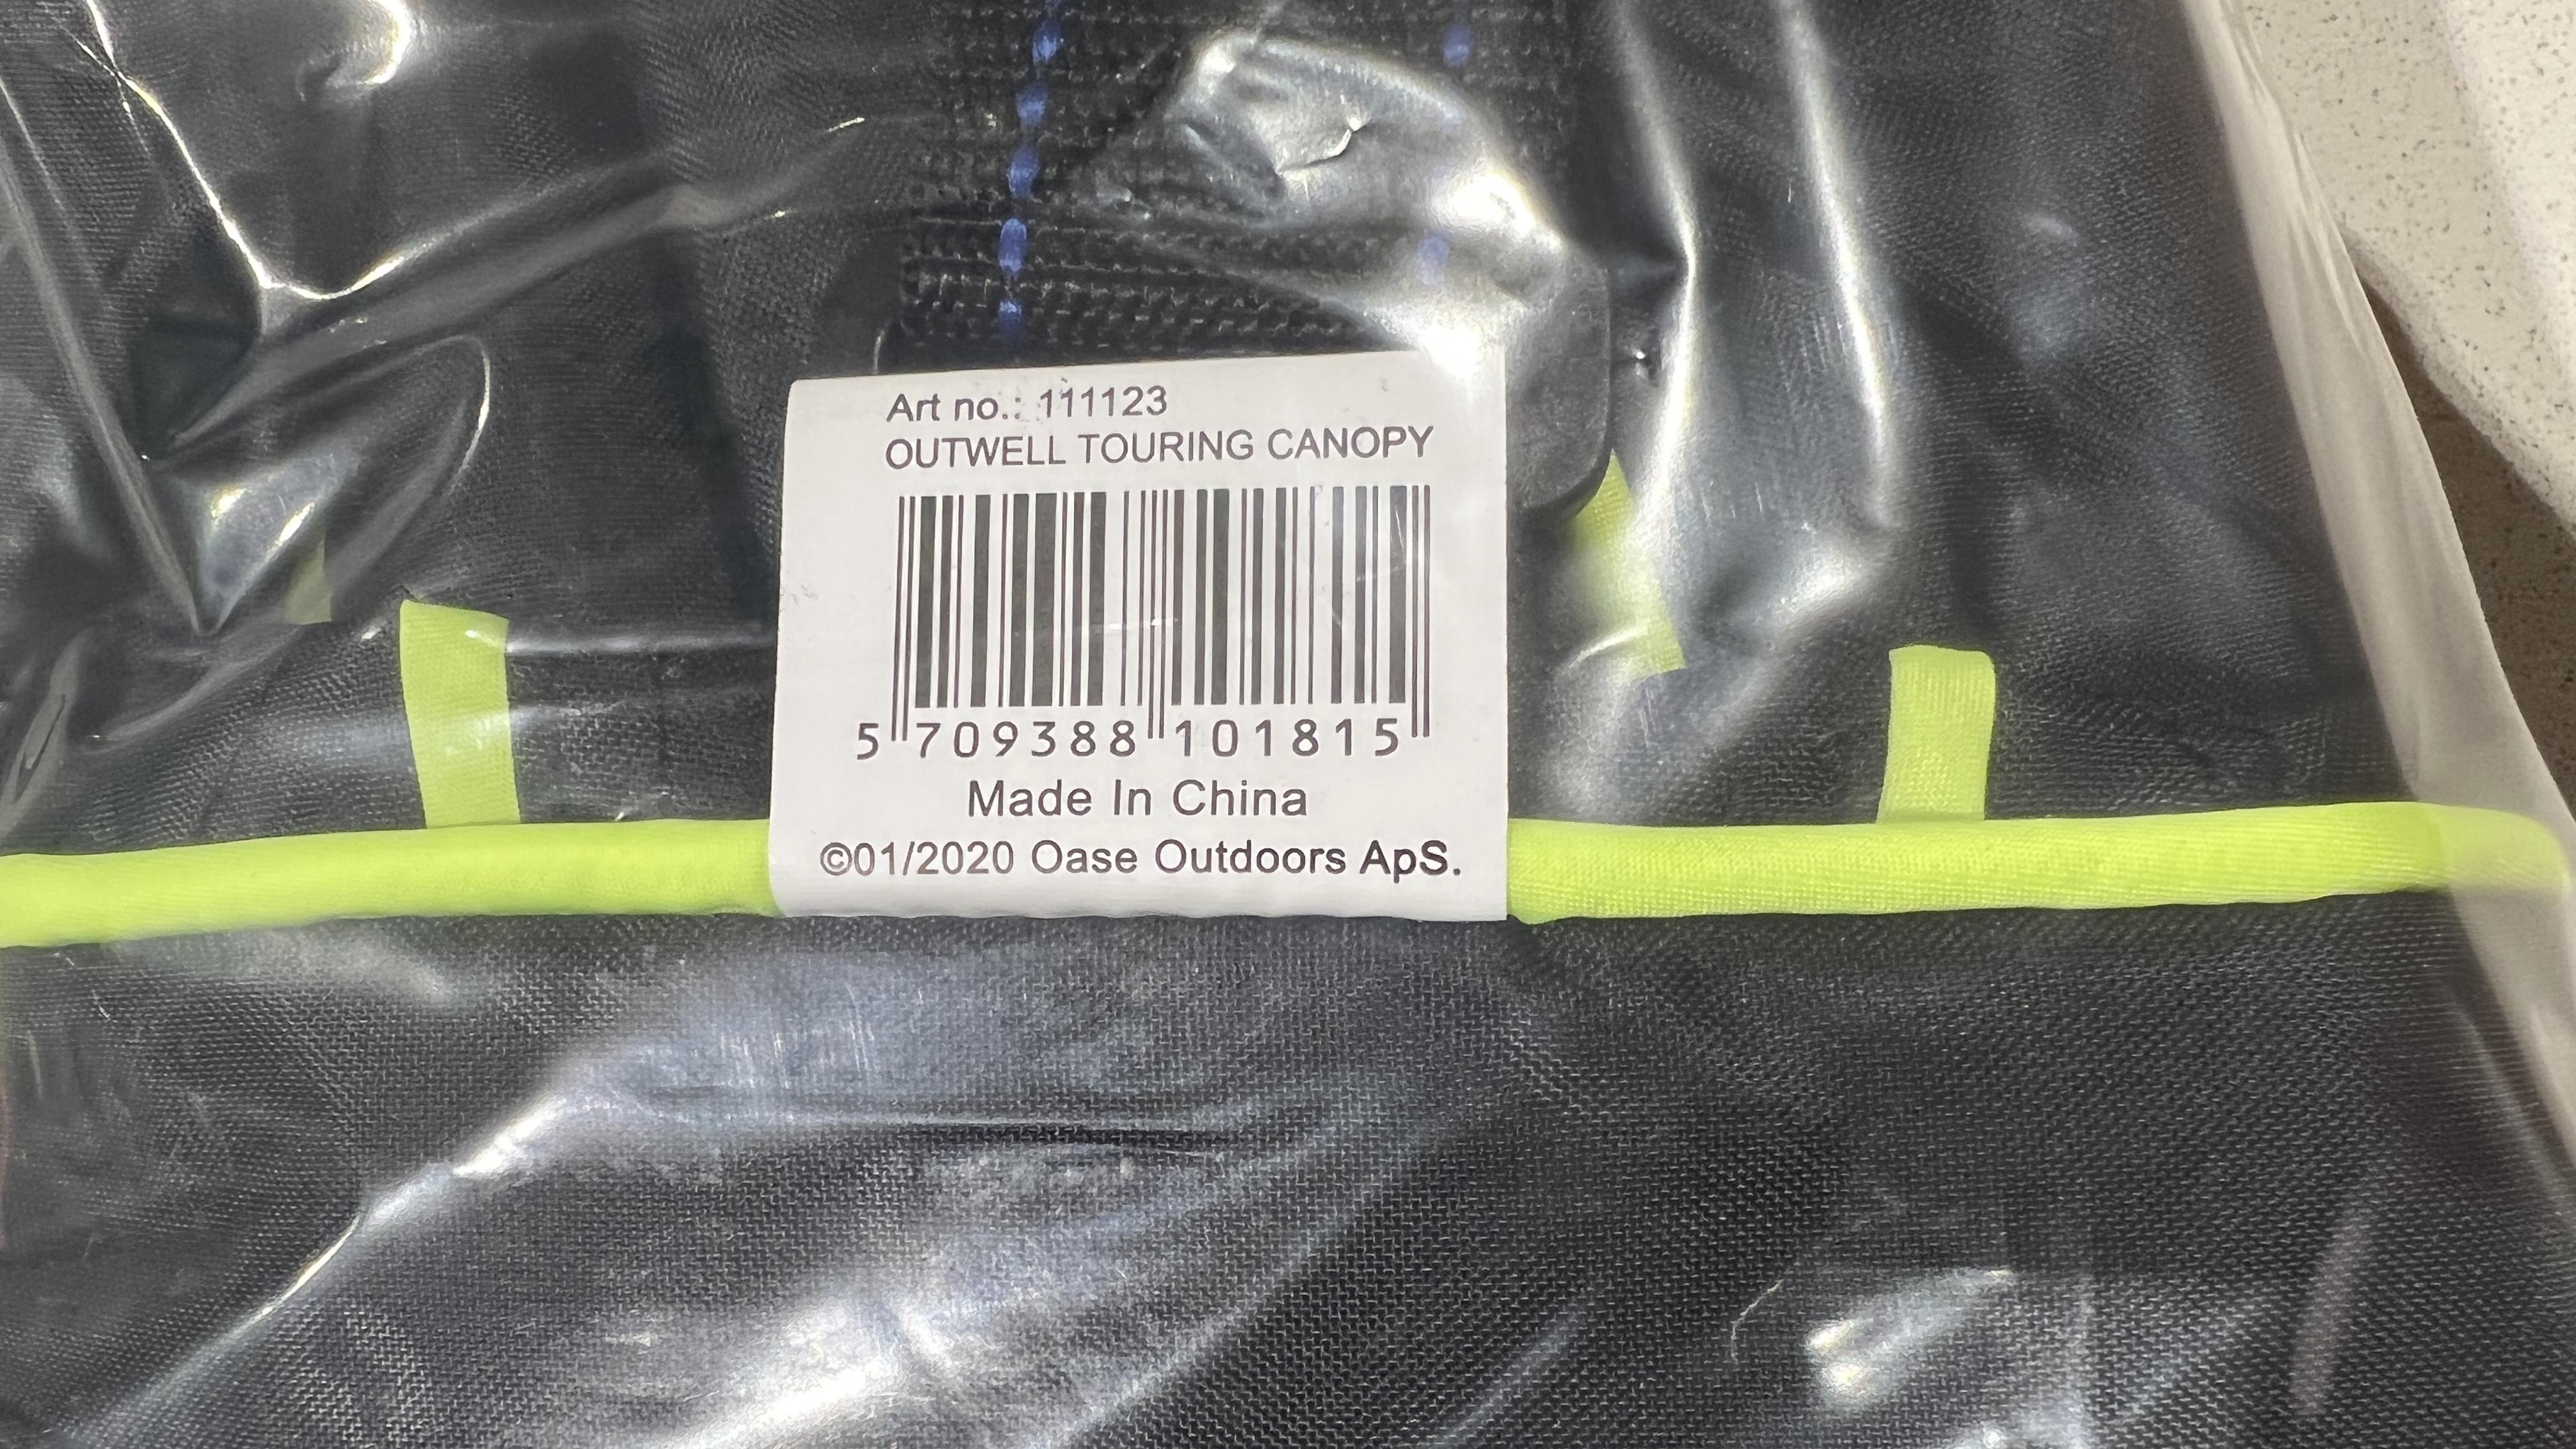 Art no.: 111123
OUTWELL TOURING CANOPY
5 709388 101815
Made In China
©01/2020 Oase Outdoors ApS.